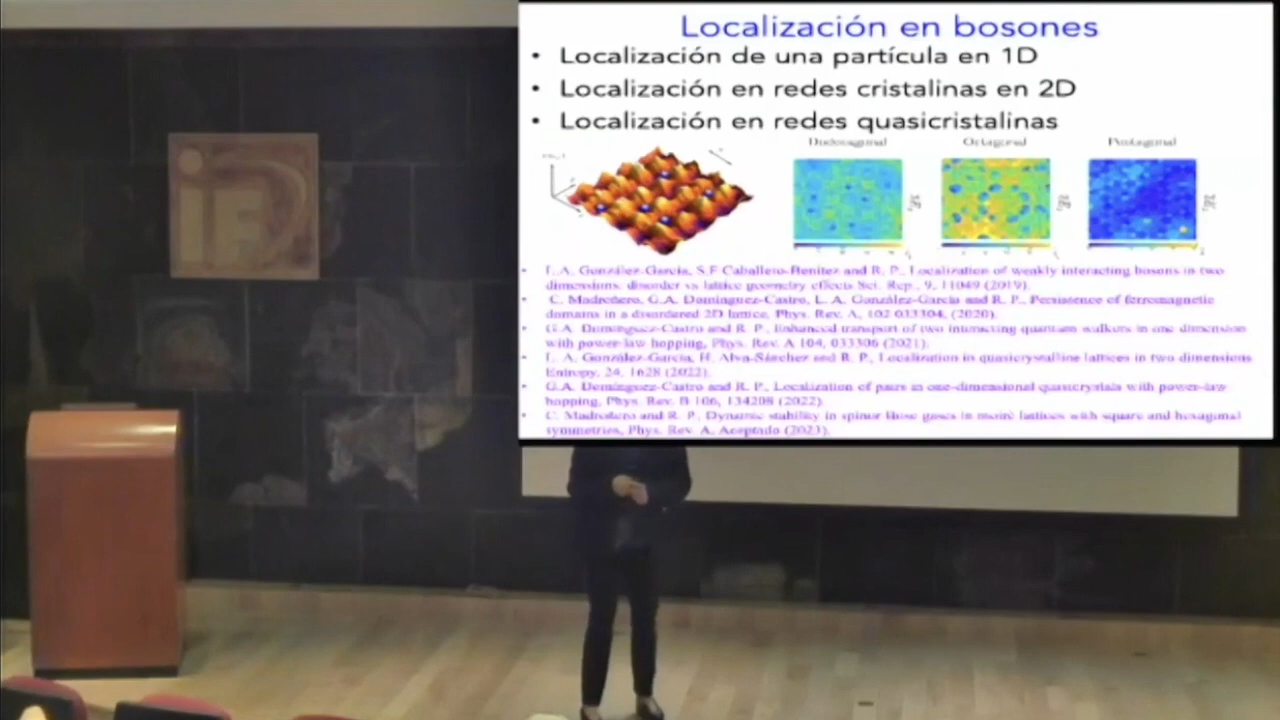 Localización en bosones
• Localización de una partícula en 1D
• Localización en redes cristalinas en 2D
• Localización en redes quasicristalinas
Dodecagonal Octagonal Pentagonal
• L.A. González-García, S.F Caballero-Benítez and R. P., Localization of weakly interacting bosons in two
dimensions: disorder vs lattice geometry effects Sci. Rep., 9, 11049 (2019).
• C. Madroñero, G.A. Domínguez-Castro, L. A. González-García and R. P., Persistence of ferromagnetic
domains in a disordered 2D lattice, Phys. Rev. A, 102 033304, (2020).
• G.A. Domínguez-Castro and R. P., Enhanced transport of two interacting quantum walkers in one dimension
with power-law hopping, Phys. Rev. A 104, 033306 (2021).
• L. A. González-García, H. Alva-Sánchez and R. P., Localization in quasicrystalline lattices in two dimensions
Entropy, 24, 1628 (2022).
• G.A. Domínguez-Castro and R. P., Localization of pairs in one-dimensional quasicrystals with power-law
hopping, Phys. Rev. B 106, 134208 (2022).
• C. Madroñero and R. P., Dynamic stability in spinor Bose gases in moiré lattices with square and hexagonal
symmetries, Phys. Rev. A, Aceptado (2023).
iF